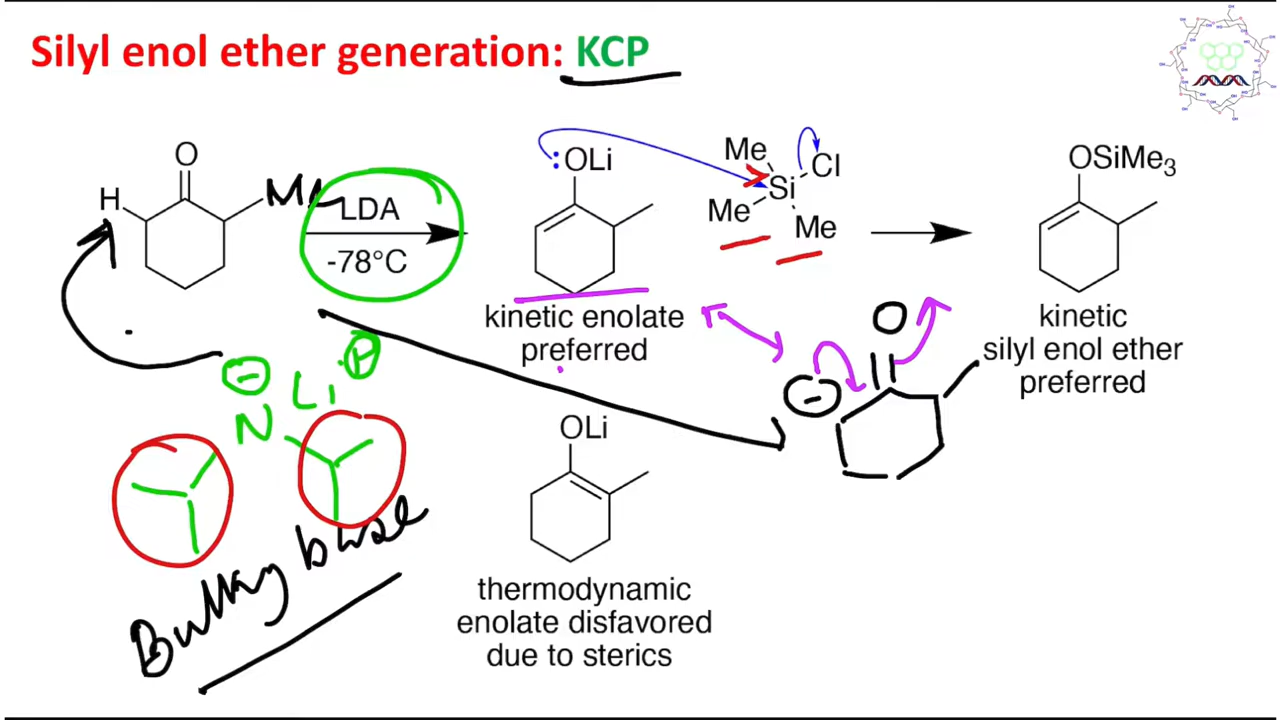 Silyl enol ether generation: KCP
O
H
Me
LDA
-78°C
:OLi
Me
Cl
Si
Me
Me
OSiMe3
kinetic enolate
preferred
kinetic
silyl enol ether
preferred
O
⊖
⊖
Li
⊕
N
Bulky base
OLi
thermodynamic
enolate disfavored
due to sterics